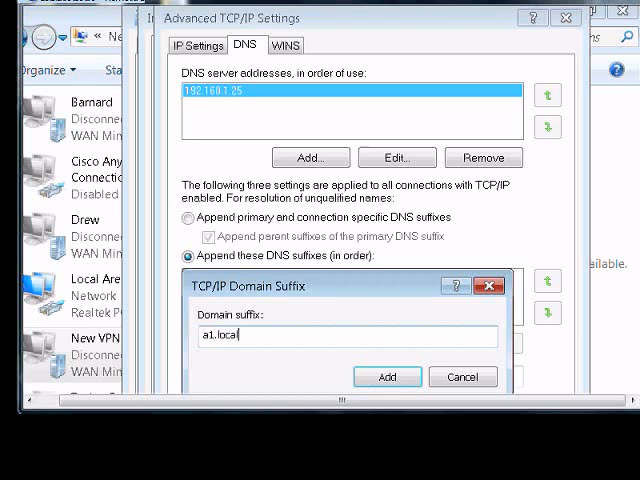 Advanced TCP/IP Settings
IP Settings
DNS
WINS
DNS server addresses, in order of use:
192.160.1.25
Add...
Edit...
Remove
The following three settings are applied to all connections with TCP/IP
enabled. For resolution of unqualified names:
Append primary and connection specific DNS suffixes
Append parent suffixes of the primary DNS suffix
Append these DNS suffixes (in order):
TCP/IP Domain Suffix
Domain suffix:
a1.local
Add
Cancel
« Ne
Organize
Sta
Barnard
Disconne
WAN Min
Cisco Any
Connectio
Disabled
Drew
Disconne
WAN Min
Local Are
Network
Realtek P
New VPN
Disconne
WAN Min
ns
ailable.